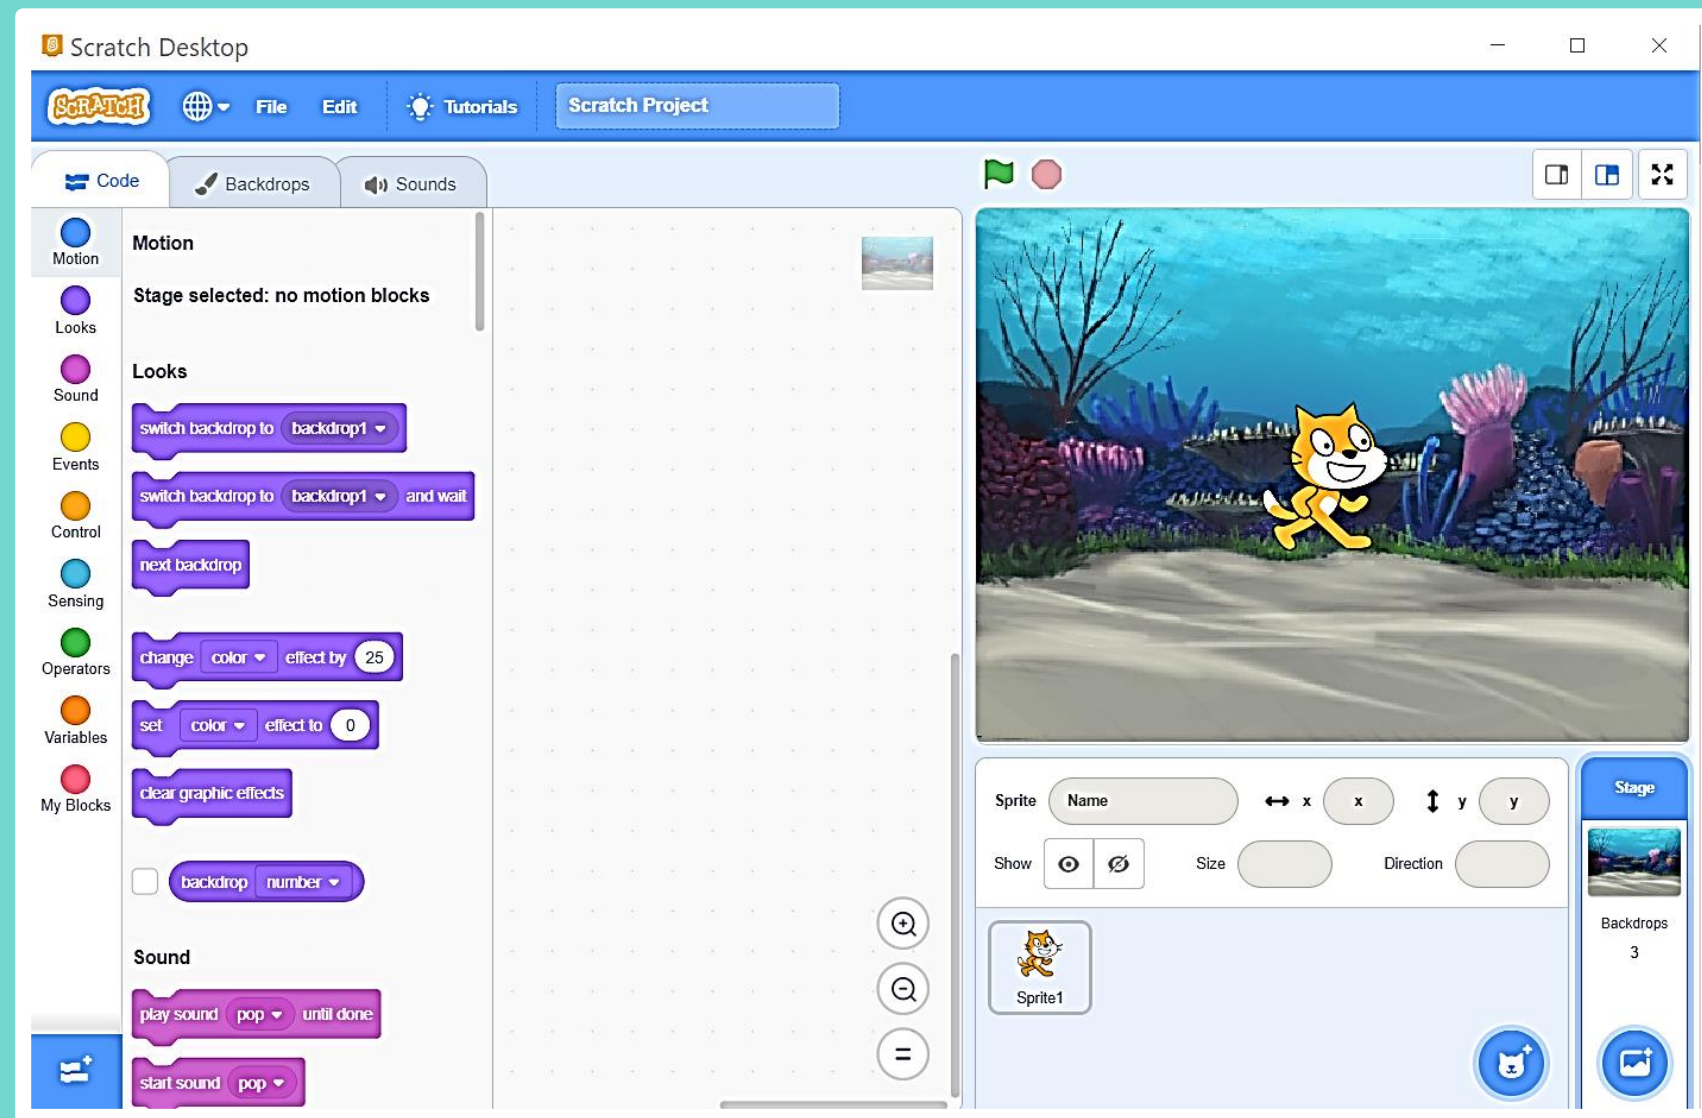 Scratch Desktop
SCRATCH
File Edit Tutorials Scratch Project
Code Backdrops Sounds
Motion
Looks
Sound
Events
Control
Sensing
Operators
Variables
My Blocks
Motion
Stage selected: no motion blocks
Looks
switch backdrop to backdrop1
switch backdrop to backdrop1 and wait
next backdrop
change color effect by 25
set color effect to 0
clear graphic effects
backdrop number
Sound
play sound pop until done
start sound pop
Sprite Name x x y y
Show Size Direction
Sprite1
Stage
Backdrops
3